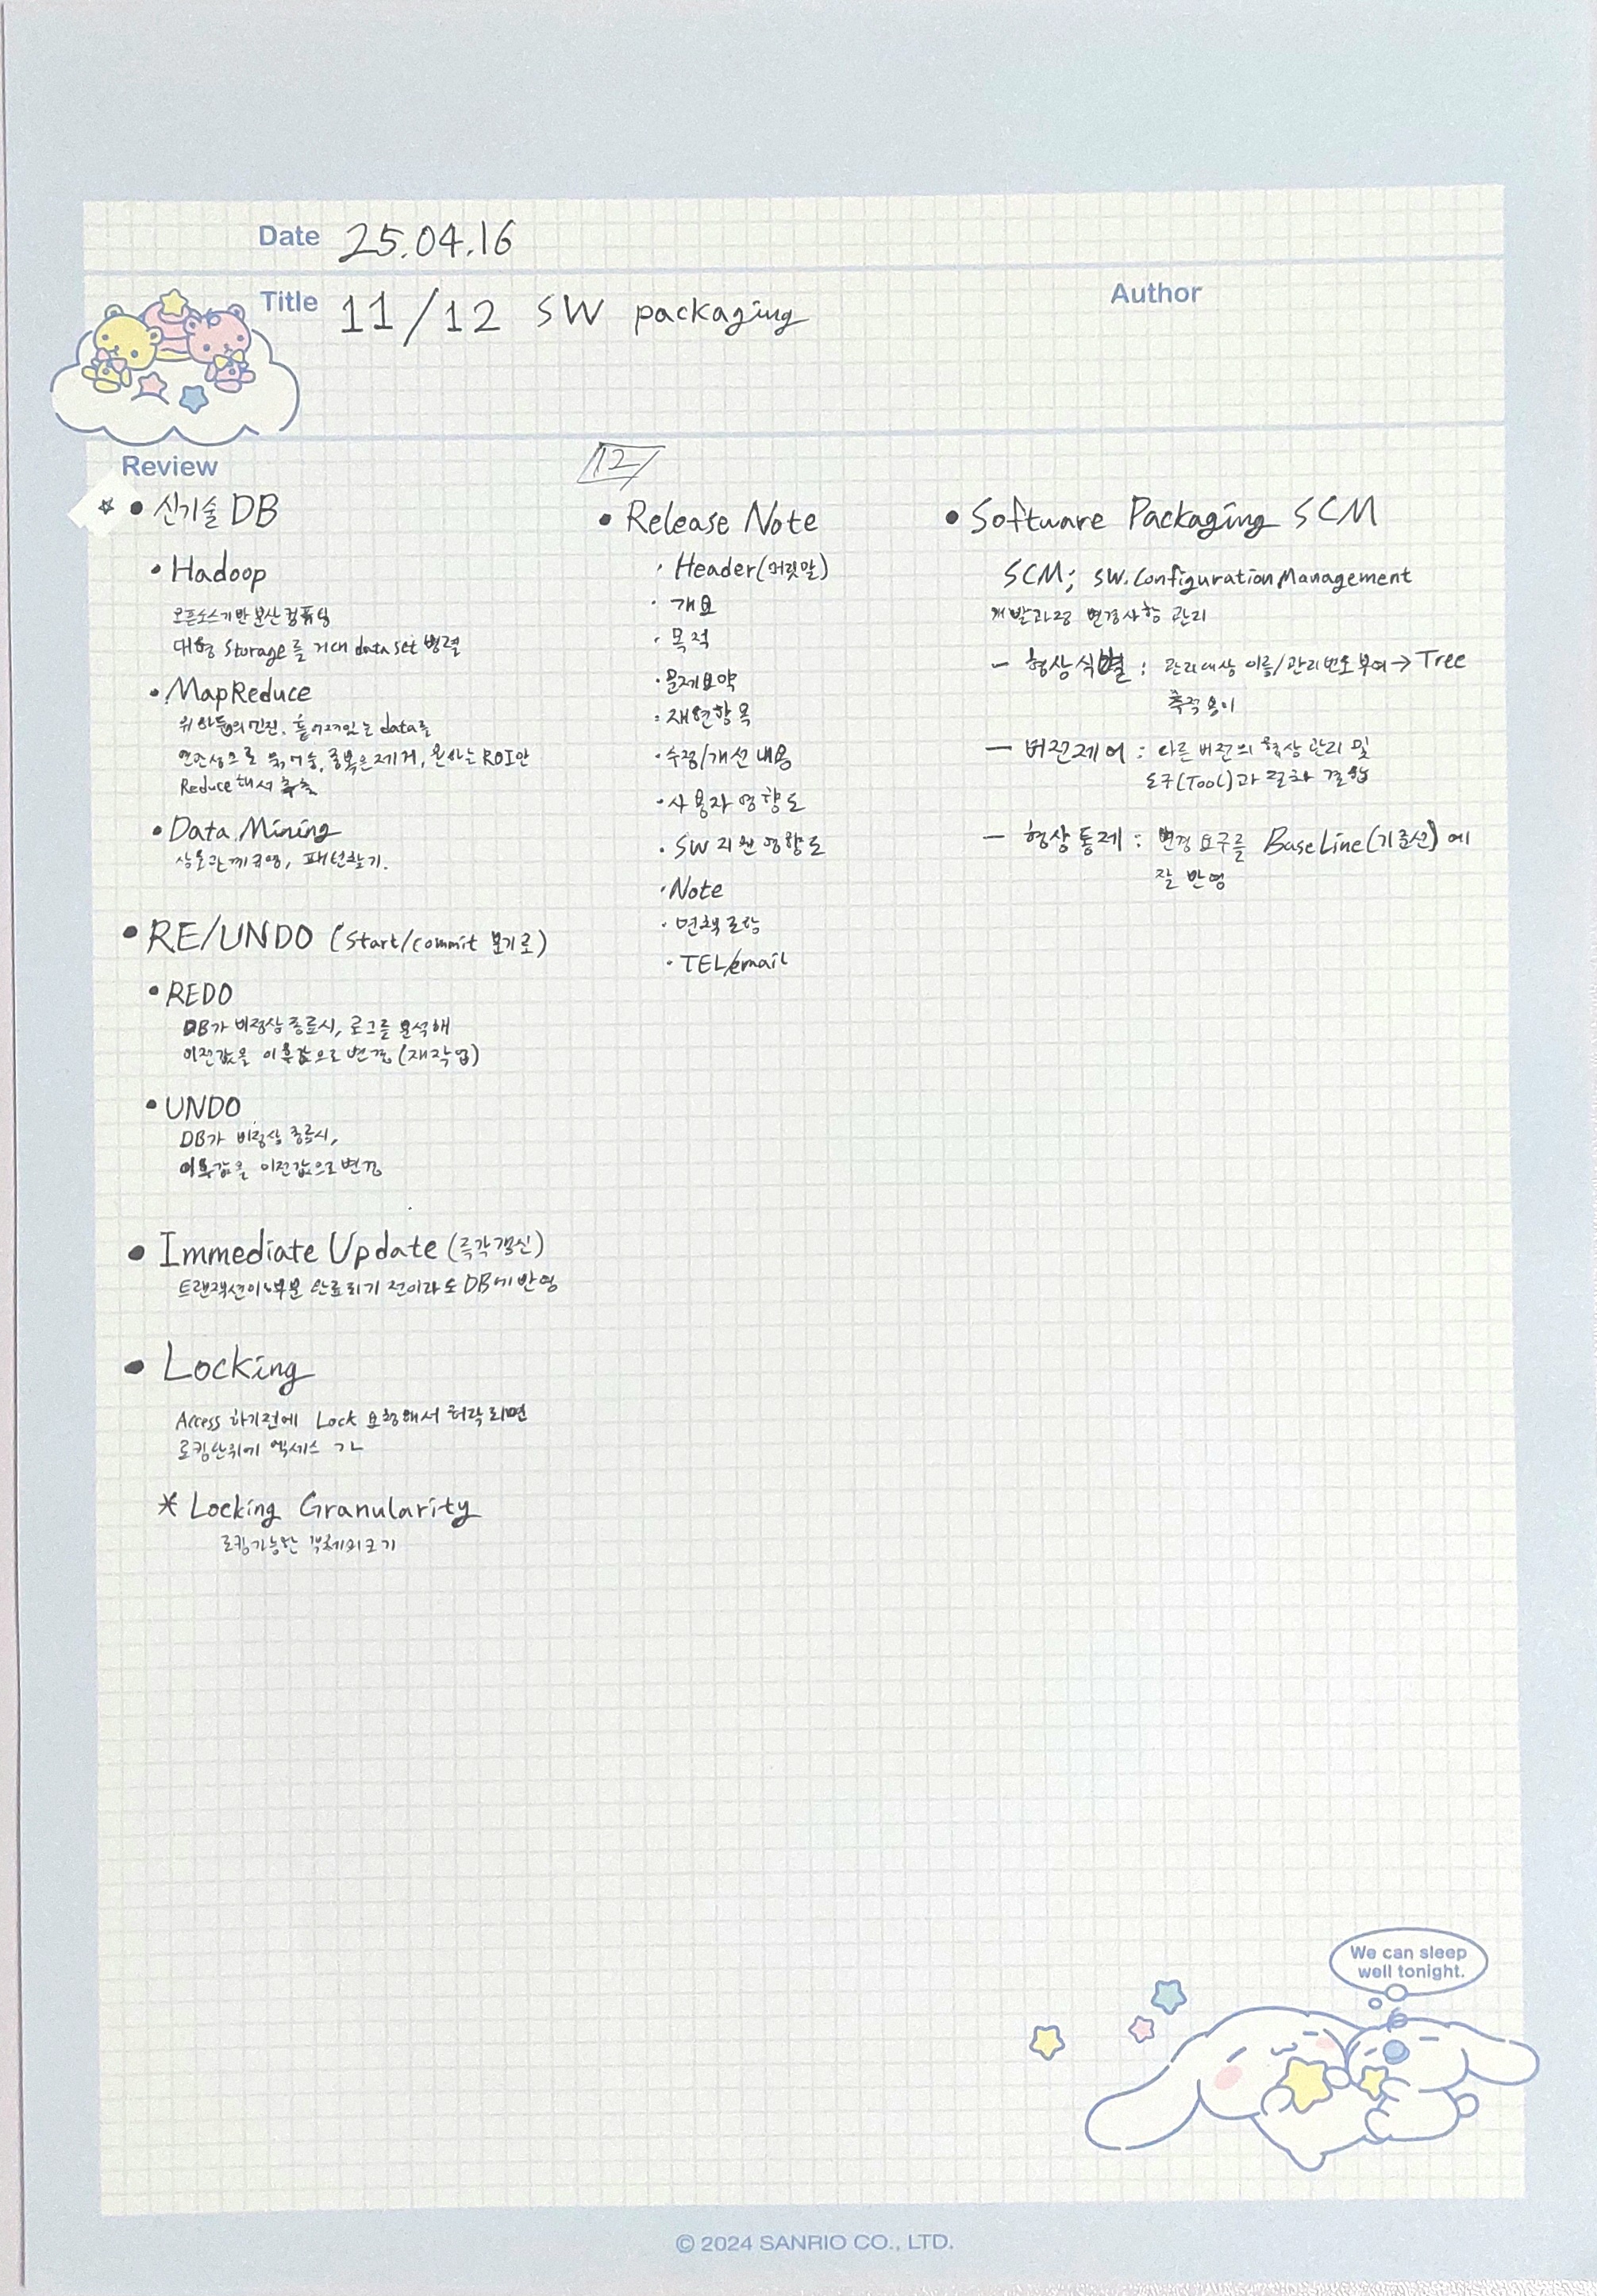 Date 25.04.16
Title 11/12 SW packaging
Author
Review
☆ • 신기술 DB
• Hadoop
오픈소스기반 분산 컴퓨팅
대형 Storage를 거대 data set 병렬
• MapReduce
흩어져있는 data를
연관성으로 묶어줌, 중복은제거, 원하는 ROI만
Reduce해서 추출
• Data Mining
상호관계규명, 패턴찾기.
• RE/UNDO (Start/commit 분기로)
• REDO
DB가 비정상 종료시, 로그를 분석해
이전값을 이후값으로 변경 (재작업)
• UNDO
DB가 비정상 종료시,
이후값을 이전값으로 변경
• Immediate Update (즉각갱신)
트랜잭션이 부분 완료되기 전이라도 DB에 반영
• Locking
Access 하기전에 Lock 요청해서 허락되면
로킹단위에 액세스 가
* Locking Granularity
로킹가능한 객체의크기
12
• Release Note
· Header(머릿말)
· 개요
· 목적
· 문제요약
· 재현항목
· 수정/개선 내용
· 사용자 영향도
· SW 지원 영향도
· Note
· 면책 조항
· TEL/email
• Software Packaging SCM
SCM; SW.Configuration Management
개발과정 변경사항 관리
- 형상식별 : 관리대상 이름/관리번호 부여 → Tree
추적 용이
- 버전제어 : 다른 버전의 형상 관리 및
도구(Tool)과 절차 결합
- 형상통제 : 변경 요구를 BaseLine(기준선)에
잘 반영
We can sleep
well tonight.
© 2024 SANRIO CO., LTD.